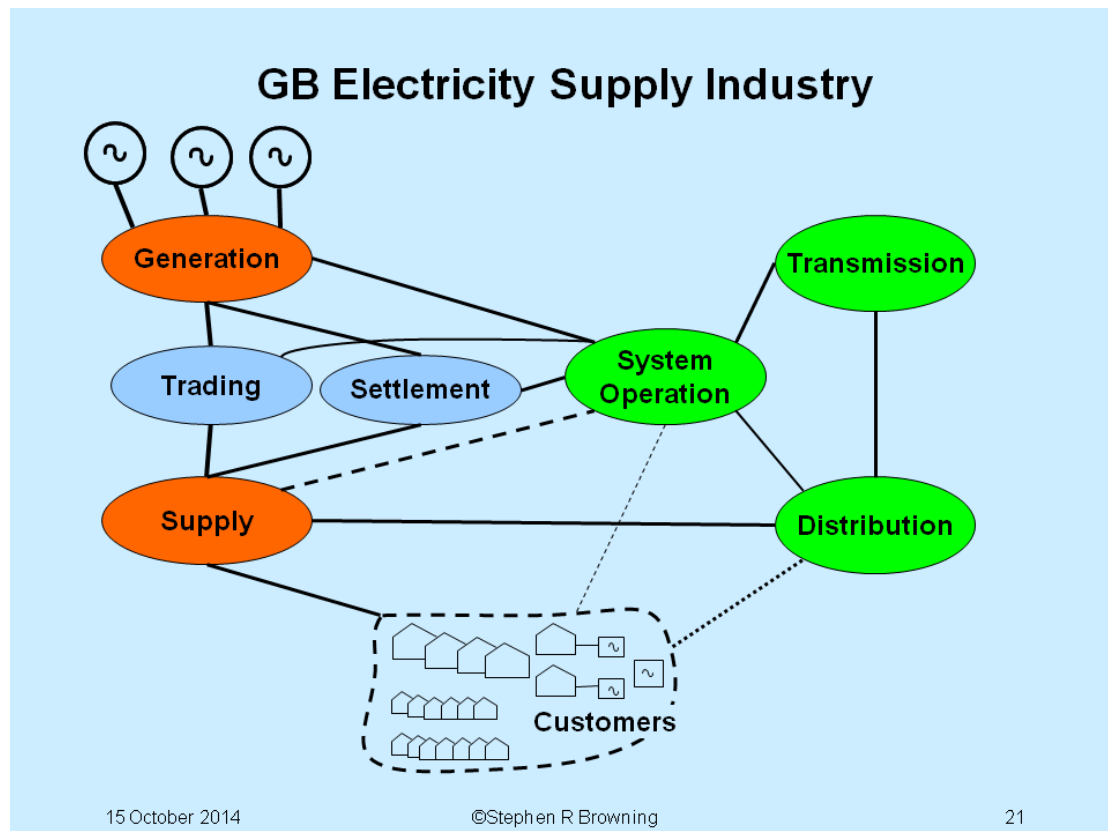 GB Electricity Supply Industry
Generation
Transmission
System
Operation
Trading
Settlement
Supply
Distribution
Customers
15 October 2014
©Stephen R Browning
21